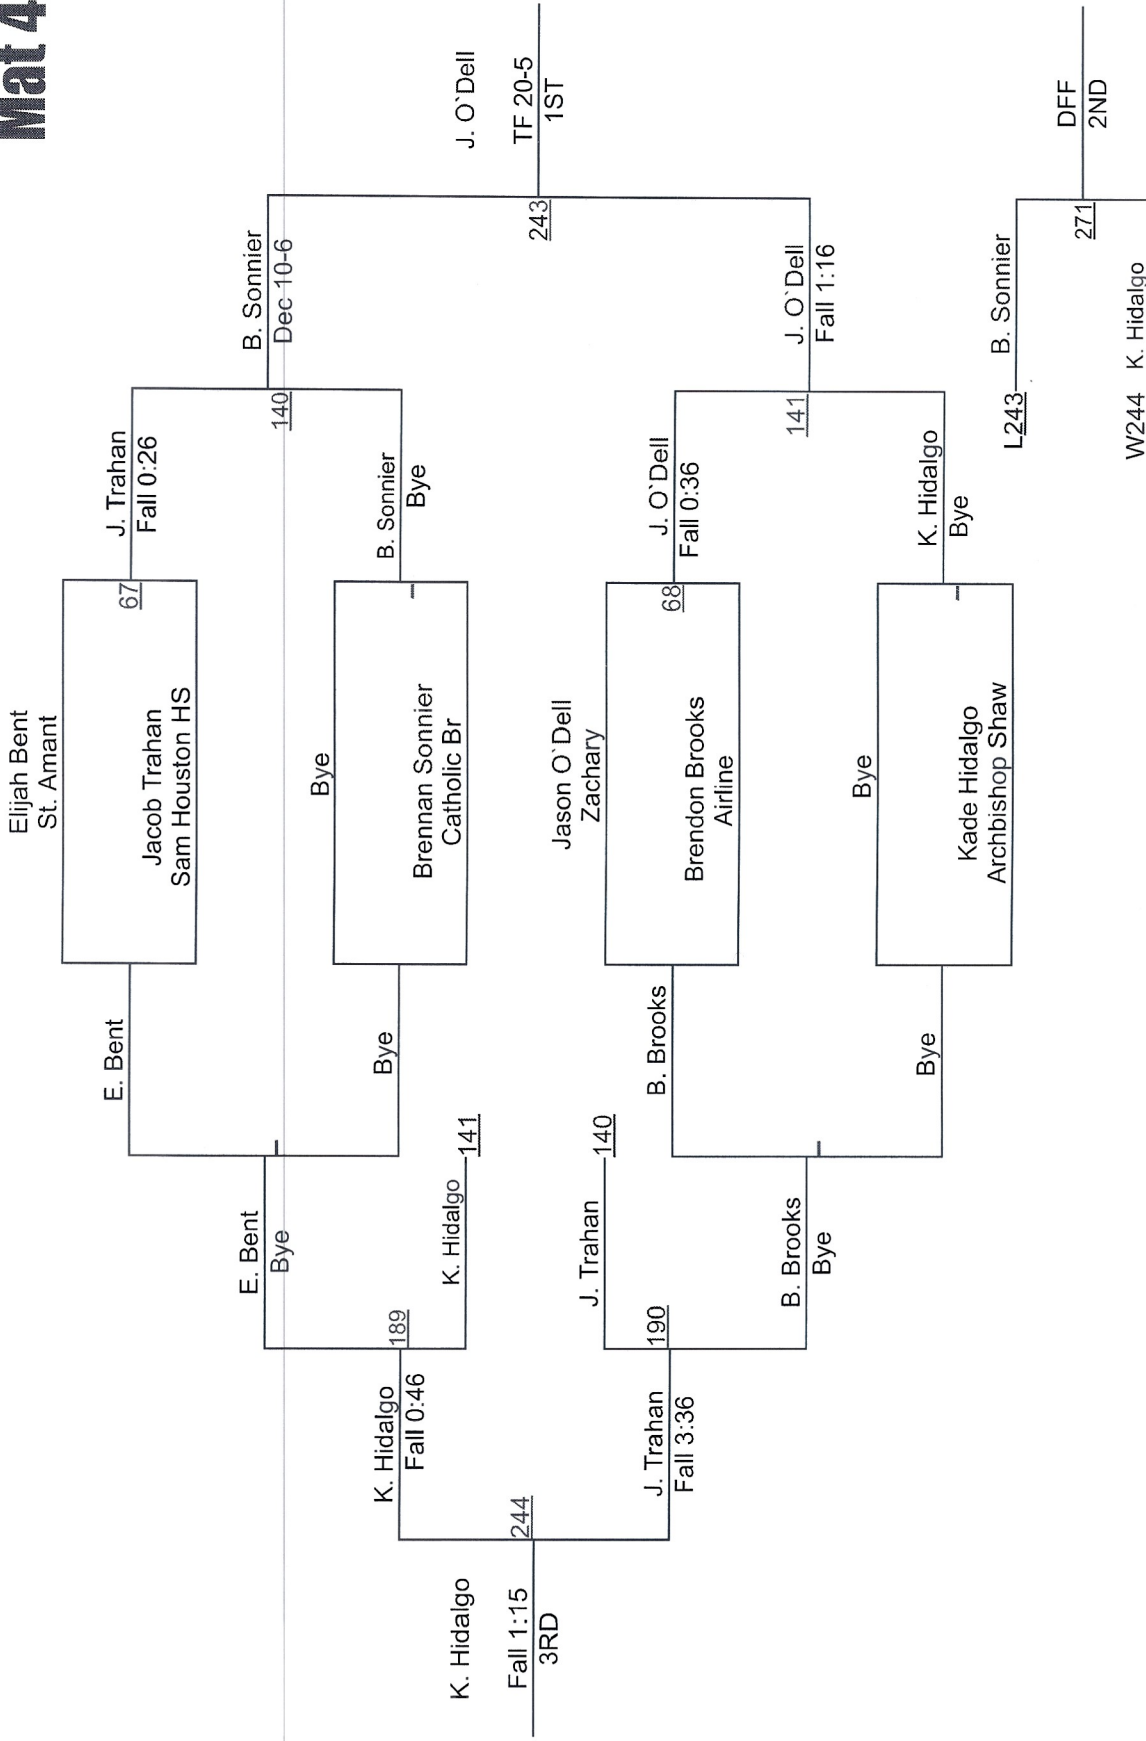 Mat 4
Elijah Bent
St. Amant
Jacob Trahan
Sam Houston HS
67
Bye
Brennan Sonnier
Catholic Br
Jason O`Dell
Zachary
Brendon Brooks
Airline
68
Bye
Kade Hidalgo
Archbishop Shaw
J. Trahan
Fall 0:26
140
B. Sonnier
Bye
J. O`Dell
Fall 0:36
141
K. Hidalgo
Bye
B. Sonnier
Dec 10-6
243
J. O`Dell
Fall 1:16
J. O`Dell
TF 20-5
1ST
L243
B. Sonnier
271
W244 K. Hidalgo
DFF
2ND
E. Bent
Bye
B. Brooks
Bye
E. Bent
Bye
K. Hidalgo
141
189
J. Trahan
140
190
B. Brooks
Bye
K. Hidalgo
Fall 0:46
244
J. Trahan
Fall 3:36
K. Hidalgo
Fall 1:15
3RD